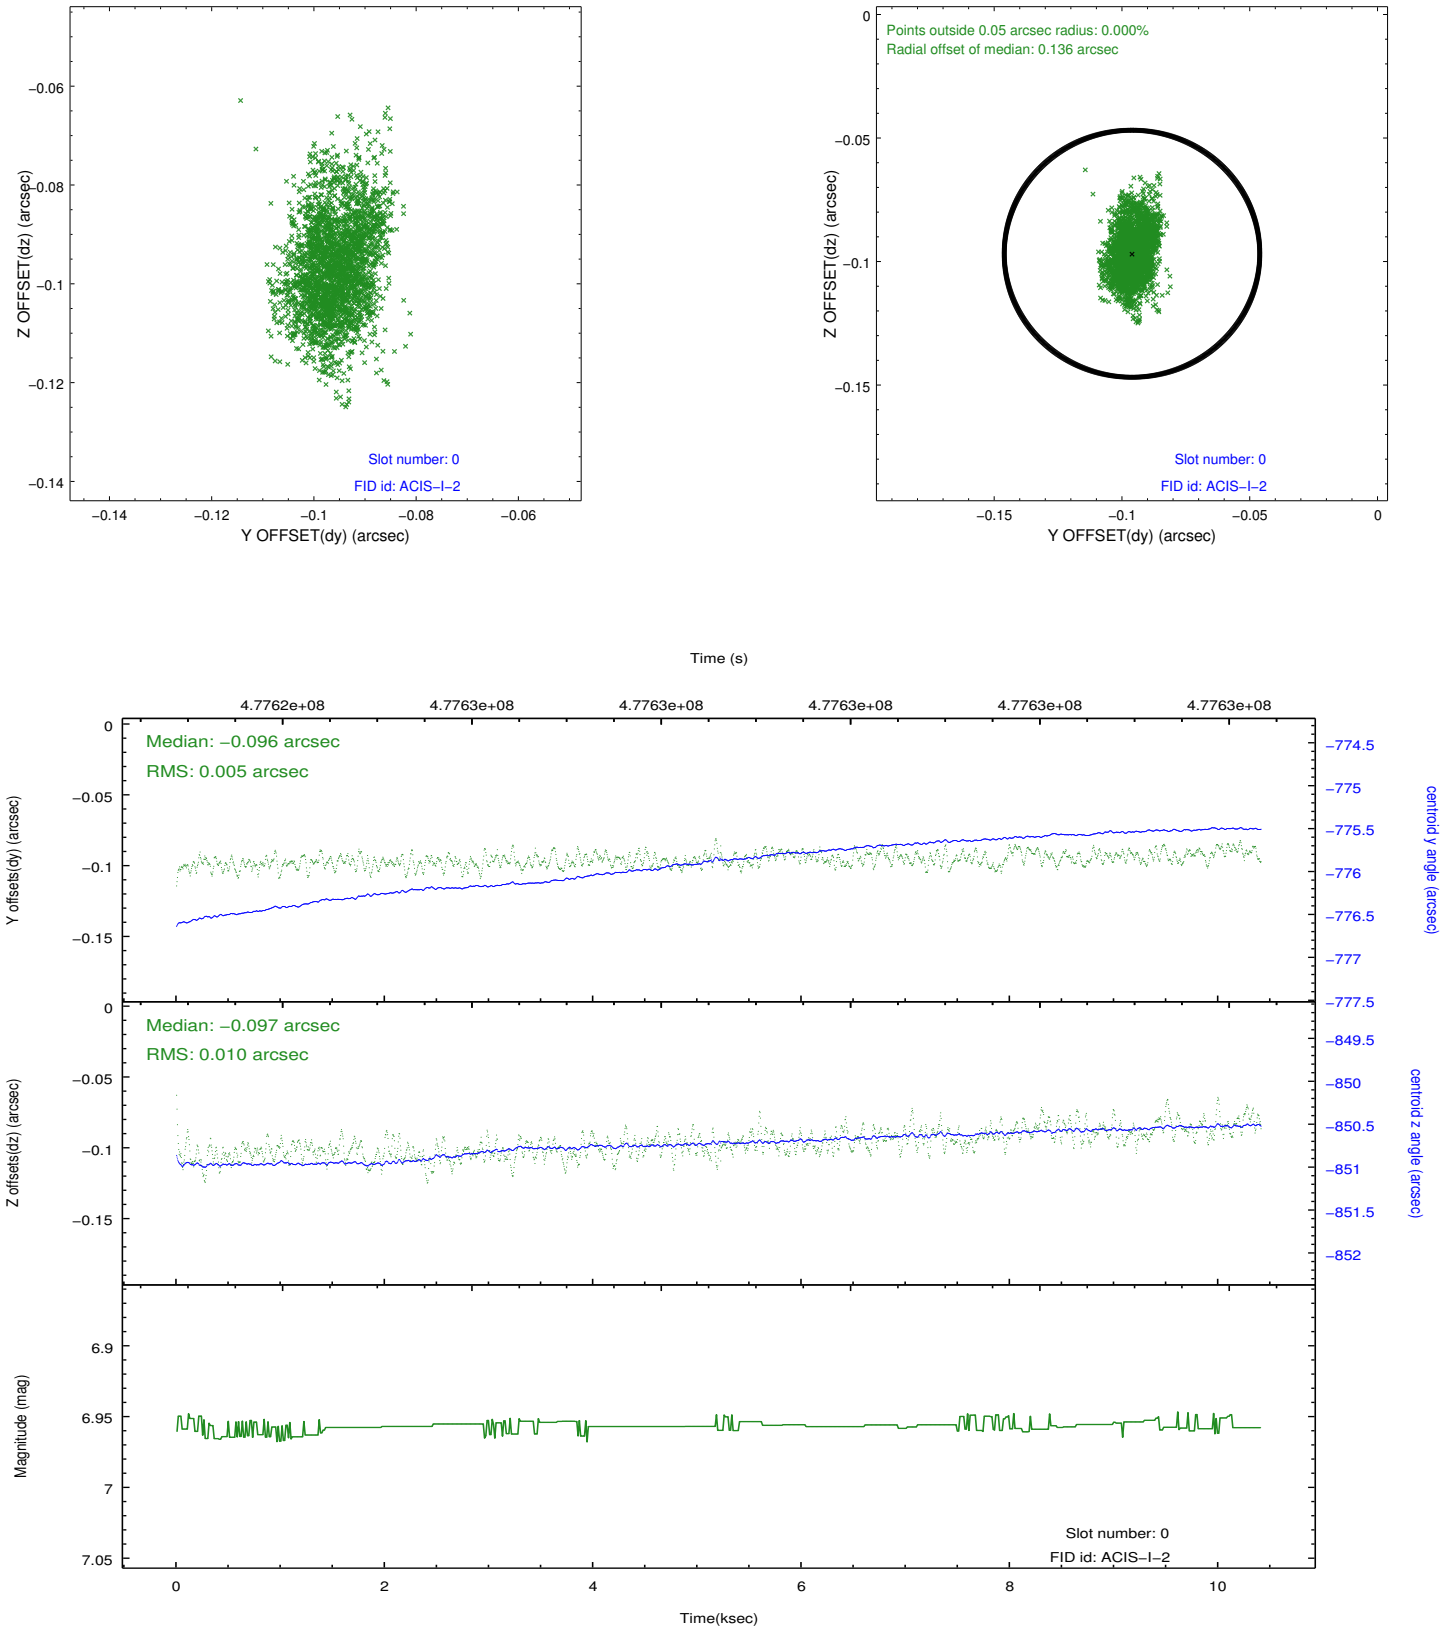 −0.06
−0.08
−0.1
−0.12
−0.14
Z OFFSET(dz) (arcsec)
Slot number: 0
FID id: ACIS−I−2
−0.14
−0.12
−0.1
−0.08
−0.06
Y OFFSET(dy) (arcsec)
Points outside 0.05 arcsec radius: 0.000%
Radial offset of median: 0.136 arcsec
0
−0.05
−0.1
−0.15
Z OFFSET(dz) (arcsec)
Slot number: 0
FID id: ACIS−I−2
−0.15
−0.1
−0.05
0
Y OFFSET(dy) (arcsec)
Time (s)
4.7762e+08
4.7763e+08
4.7763e+08
4.7763e+08
4.7763e+08
4.7763e+08
Median: −0.096 arcsec
RMS: 0.005 arcsec
0
−0.05
−0.1
−0.15
Y offsets(dy) (arcsec)
−774.5
−775
−775.5
−776
−776.5
−777
−777.5
centroid y angle (arcsec)
Median: −0.097 arcsec
RMS: 0.010 arcsec
0
−0.05
−0.1
−0.15
Z offsets(dz) (arcsec)
−849.5
−850
−850.5
−851
−851.5
−852
centroid z angle (arcsec)
6.9
6.95
7
7.05
Magnitude (mag)
Slot number: 0
FID id: ACIS−I−2
0
2
4
6
8
10
Time(ksec)